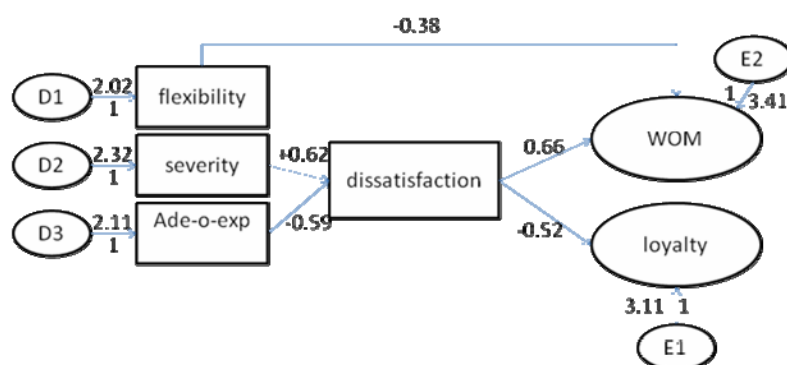 -0.38
E2
D1
2.02
1
flexibility
1
3.41
D2
2.32
1
severity
+0.62
dissatisfaction
0.66
WOM
D3
2.11
1
Ade-o-exp
-0.59
-0.52
loyalty
3.11
1
E1